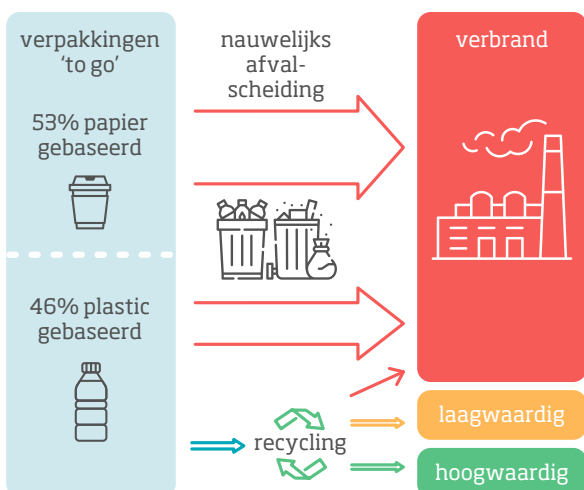 verpakkingen
‘to go’
53% papier
gebaseerd
46% plastic
gebaseerd
nauwelijks
afval-
scheiding
recycling
verbrand
laagwaardig
hoogwaardig